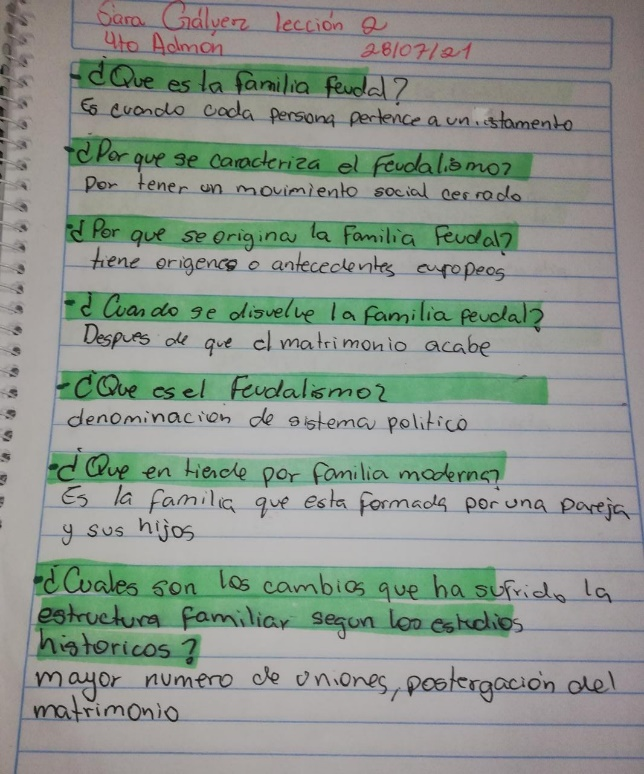 Sara Gálvez lección 2
4to Admón 28/07/21
- ¿Que es la familia feudal?
Es cuando cada persona pertence a un estamento
- ¿Por que se caracteriza el feudalismo?
Por tener un movimiento social cerrado
- ¿Por que se origina la familia feudal?
tiene origenes o antecedentes europeos
- ¿Cuando se disuelve la familia feudal?
Despues de que el matrimonio acabe
- ¿Que es el feudalismo?
denominacion de sistema politico
- ¿Que en tiende por familia moderna?
Es la familia que esta formada por una pareja
y sus hijos
- ¿Cuales son los cambios que ha sufrido la
estructura familiar segun los estudios
historicos?
mayor numero de uniones, postergación del
matrimonio